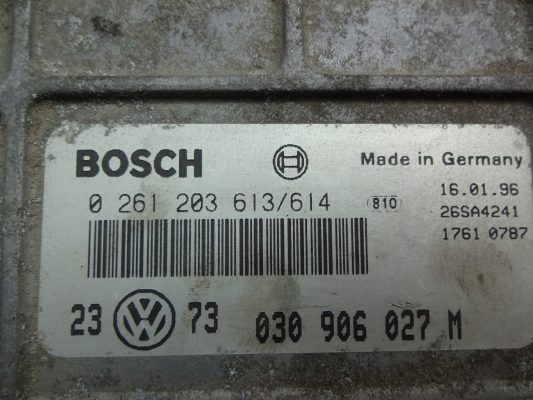 BOSCH Made in Germany
0 261 203 613/614 810 16.01.96
26SA4241
1761 0787
23 VW 73 030 906 027 M